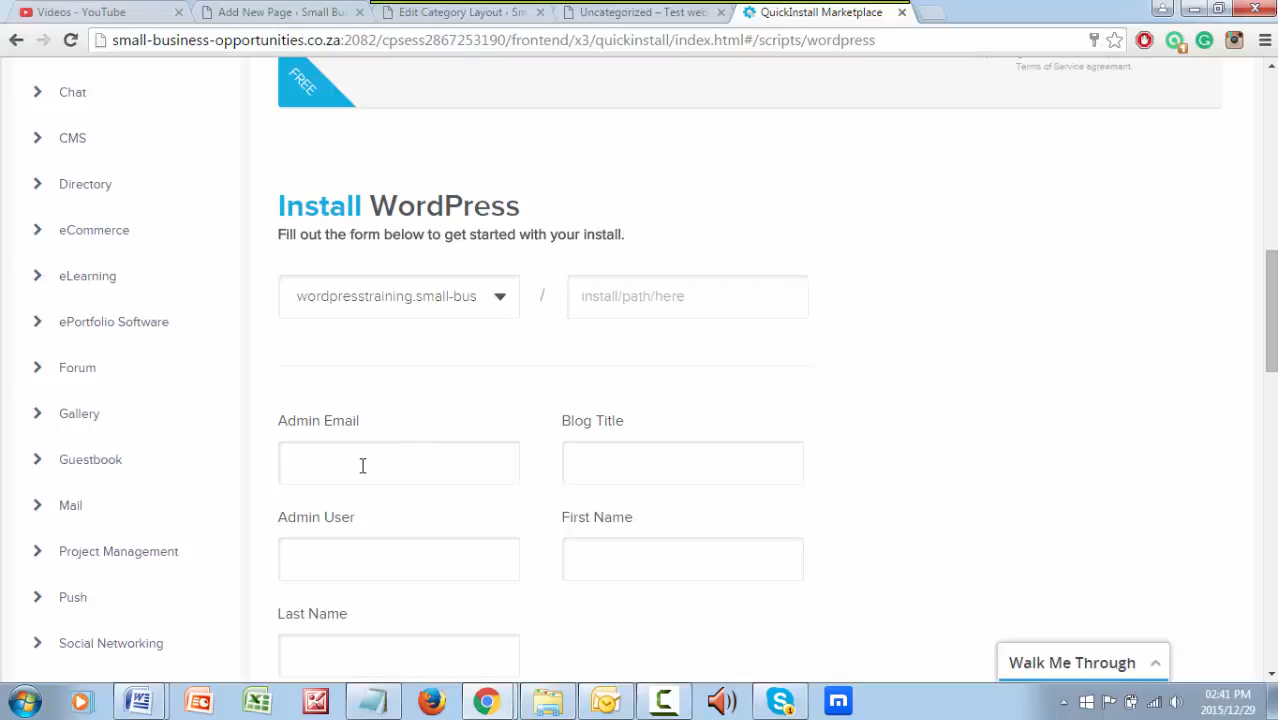 Videos - YouTube
Add New Page ‹ Small Bus
Edit Category Layout ‹ Sm
Uncategorized – Test web
QuickInstall Marketplace
small-business-opportunities.co.za:2082/cpsess2867253190/frontend/x3/quickinstall/index.html#/scripts/wordpress
Terms of Service agreement.
FREE
Chat
CMS
Directory
eCommerce
eLearning
ePortfolio Software
Forum
Gallery
Guestbook
Mail
Project Management
Push
Social Networking
Install WordPress
Fill out the form below to get started with your install.
wordpresstraining.small-bus / install/path/here
Admin Email Blog Title
Admin User First Name
Last Name
Walk Me Through
02:41 PM
2015/12/29